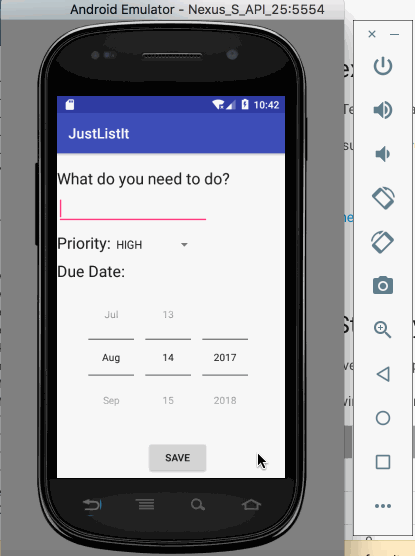 Android Emulator - Nexus_S_API_25:5554
10:42
JustListIt
What do you need to do?
Priority: HIGH
Due Date:
Jul 13
Aug 14 2017
Sep 15 2018
SAVE